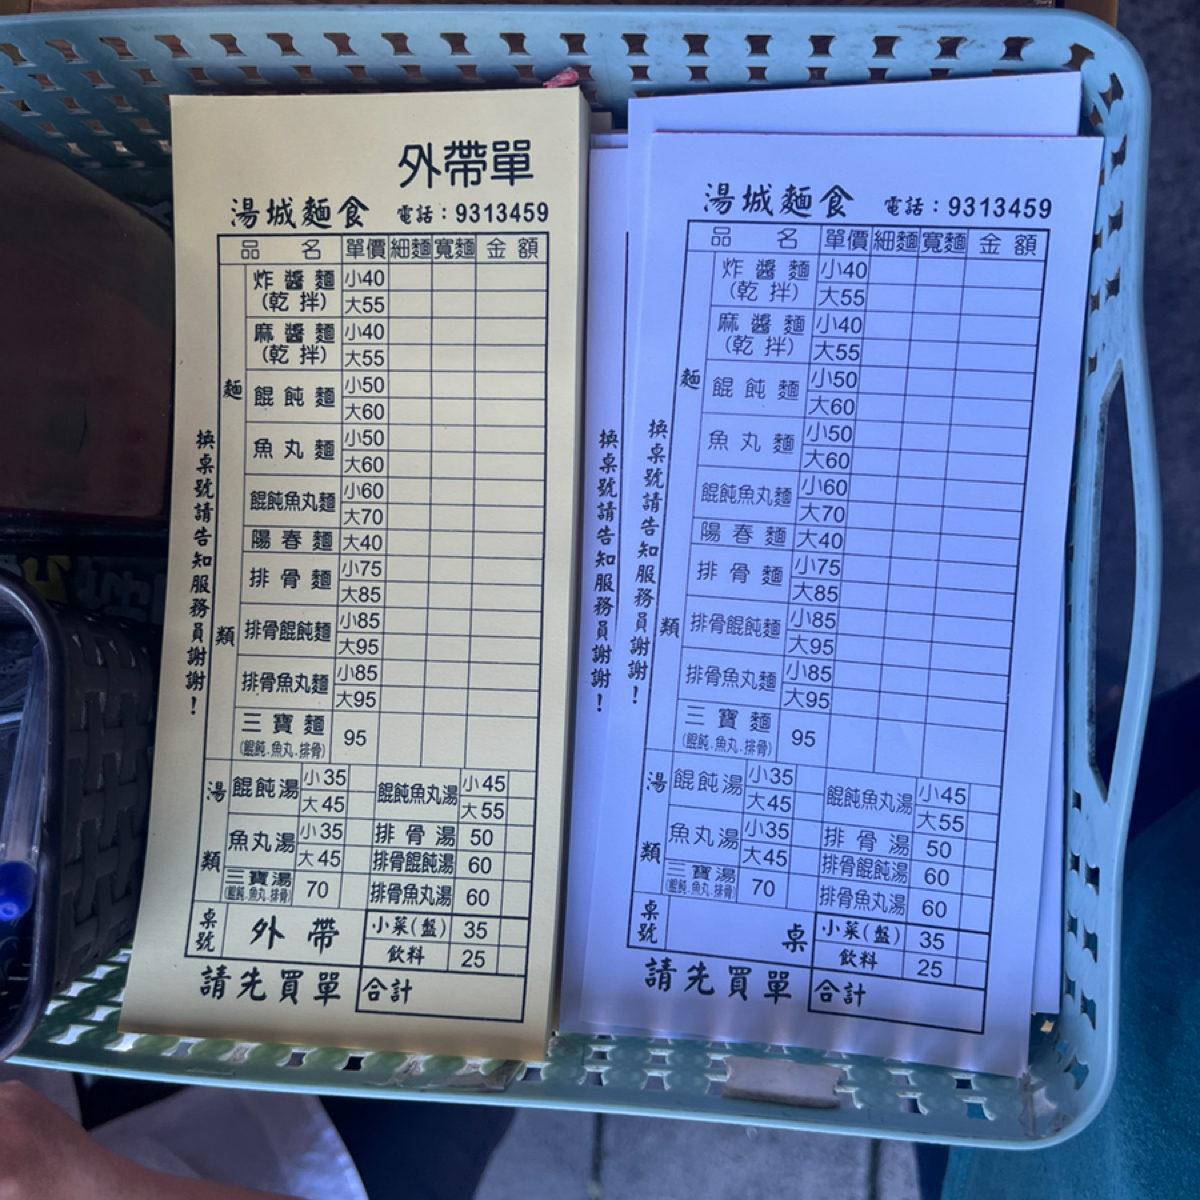 外帶單
湯城麵食 電話：9313459
品名 單價 細麵 寬麵 金額
麵類
炸醬麵(乾拌) 小40
大55
麻醬麵(乾拌) 小40
大55
餛飩麵 小50
大60
魚丸麵 小50
大60
餛飩魚丸麵 小60
大70
陽春麵 大40
排骨麵 小75
大85
排骨餛飩麵 小85
大95
排骨魚丸麵 小85
大95
三寶麵 95
(餛飩.魚丸.排骨)
湯類
餛飩湯 小35 餛飩魚丸湯 小45
大45 大55
魚丸湯 小35 排骨湯 50
大45 排骨餛飩湯 60
三寶湯 70 排骨魚丸湯 60
(餛飩.魚丸.排骨)
桌號 外帶 小菜(盤) 35
飲料 25
請先買單 合計
換桌號請告知服務員謝謝！
換桌號請告知服務員謝謝！
湯城麵食 電話：9313459
品名 單價 細麵 寬麵 金額
麵類
炸醬麵(乾拌) 小40
大55
麻醬麵(乾拌) 小40
大55
餛飩麵 小50
大60
魚丸麵 小50
大60
餛飩魚丸麵 小60
大70
陽春麵 大40
排骨麵 小75
大85
排骨餛飩麵 小85
大95
排骨魚丸麵 小85
大95
三寶麵 95
(餛飩.魚丸.排骨)
湯類
餛飩湯 小35 餛飩魚丸湯 小45
大45 大55
魚丸湯 小35 排骨湯 50
大45 排骨餛飩湯 60
三寶湯 70 排骨魚丸湯 60
(餛飩.魚丸.排骨)
桌號 桌 小菜(盤) 35
飲料 25
請先買單 合計
換桌號請告知服務員謝謝！